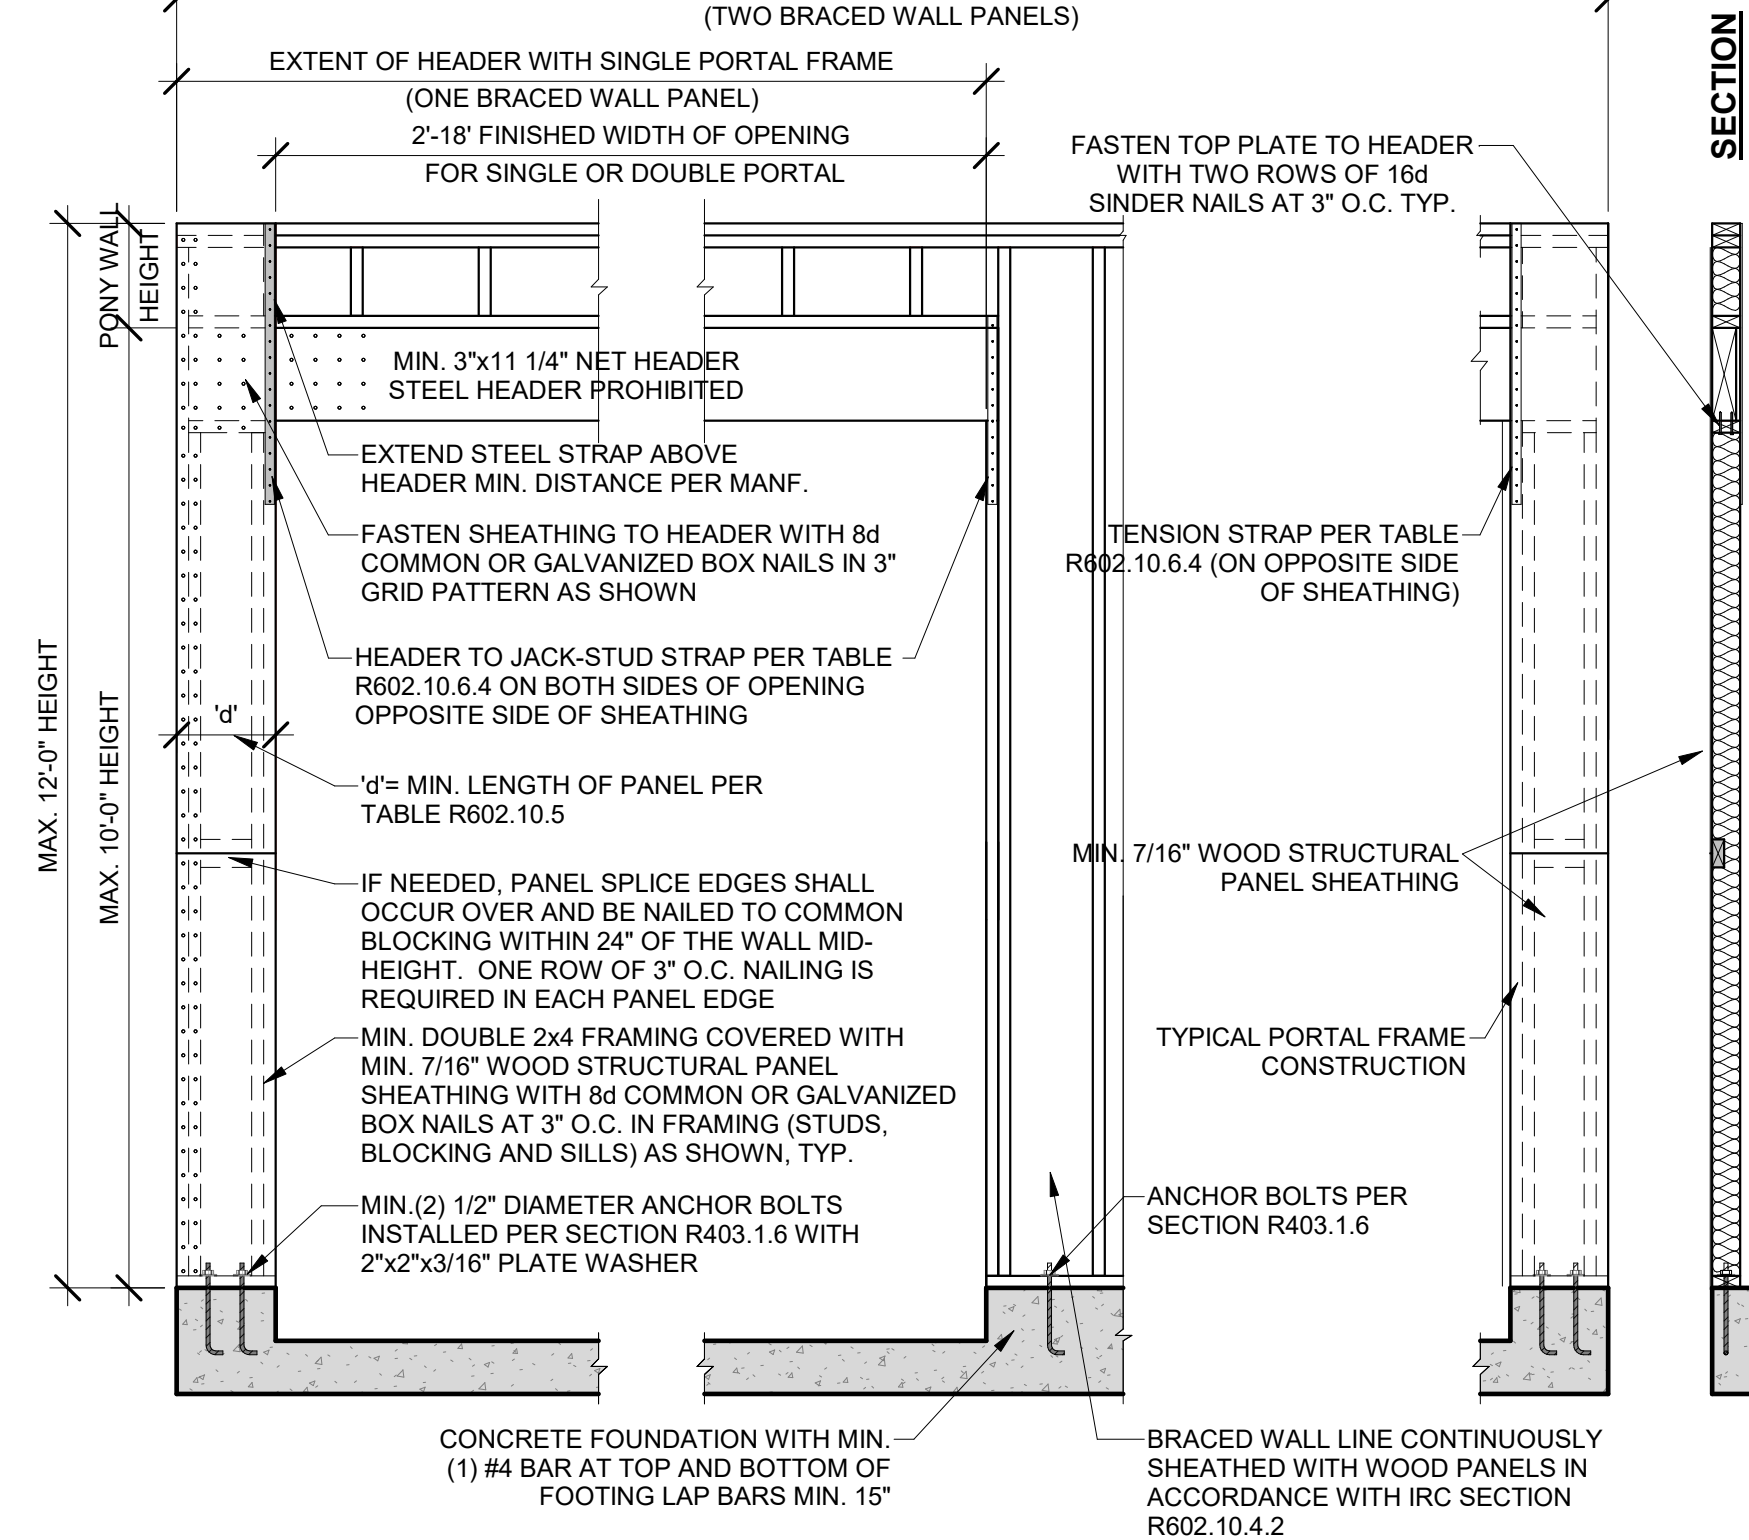 (TWO BRACED WALL PANELS)
SECTION
EXTENT OF HEADER WITH SINGLE PORTAL FRAME
(ONE BRACED WALL PANEL)
2'-18' FINISHED WIDTH OF OPENING
FOR SINGLE OR DOUBLE PORTAL
FASTEN TOP PLATE TO HEADER
WITH TWO ROWS OF 16d
SINDER NAILS AT 3" O.C. TYP.
PONY WALL
HEIGHT
MIN. 3"x11 1/4" NET HEADER
STEEL HEADER PROHIBITED
EXTEND STEEL STRAP ABOVE
HEADER MIN. DISTANCE PER MANF.
FASTEN SHEATHING TO HEADER WITH 8d
COMMON OR GALVANIZED BOX NAILS IN 3"
GRID PATTERN AS SHOWN
TENSION STRAP PER TABLE
R602.10.6.4 (ON OPPOSITE SIDE
OF SHEATHING)
HEADER TO JACK-STUD STRAP PER TABLE
R602.10.6.4 ON BOTH SIDES OF OPENING
OPPOSITE SIDE OF SHEATHING
MAX. 12'-0" HEIGHT
MAX. 10'-0" HEIGHT
'd'
'd'= MIN. LENGTH OF PANEL PER
TABLE R602.10.5
MIN. 7/16" WOOD STRUCTURAL
PANEL SHEATHING
IF NEEDED, PANEL SPLICE EDGES SHALL
OCCUR OVER AND BE NAILED TO COMMON
BLOCKING WITHIN 24" OF THE WALL MID-
HEIGHT. ONE ROW OF 3" O.C. NAILING IS
REQUIRED IN EACH PANEL EDGE
MIN. DOUBLE 2x4 FRAMING COVERED WITH
MIN. 7/16" WOOD STRUCTURAL PANEL
SHEATHING WITH 8d COMMON OR GALVANIZED
BOX NAILS AT 3" O.C. IN FRAMING (STUDS,
BLOCKING AND SILLS) AS SHOWN, TYP.
TYPICAL PORTAL FRAME
CONSTRUCTION
MIN.(2) 1/2" DIAMETER ANCHOR BOLTS
INSTALLED PER SECTION R403.1.6 WITH
2"x2"x3/16" PLATE WASHER
ANCHOR BOLTS PER
SECTION R403.1.6
CONCRETE FOUNDATION WITH MIN.
(1) #4 BAR AT TOP AND BOTTOM OF
FOOTING LAP BARS MIN. 15"
BRACED WALL LINE CONTINUOUSLY
SHEATHED WITH WOOD PANELS IN
ACCORDANCE WITH IRC SECTION
R602.10.4.2